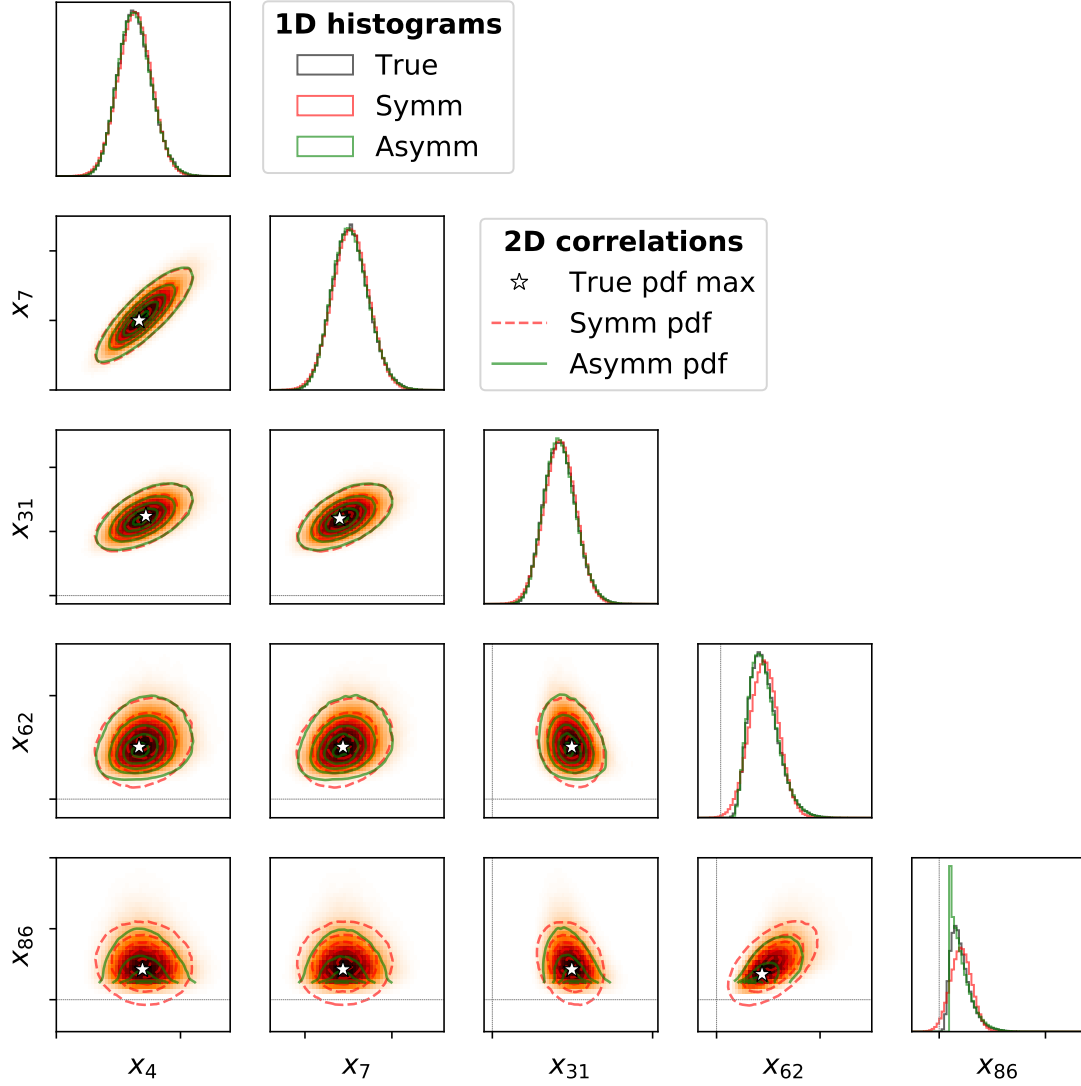 1D histograms
True
Symm
Asymm
2D correlations
True pdf max
Symm pdf
Asymm pdf
x7
x31
x62
x86
x4
x7
x31
x62
x86